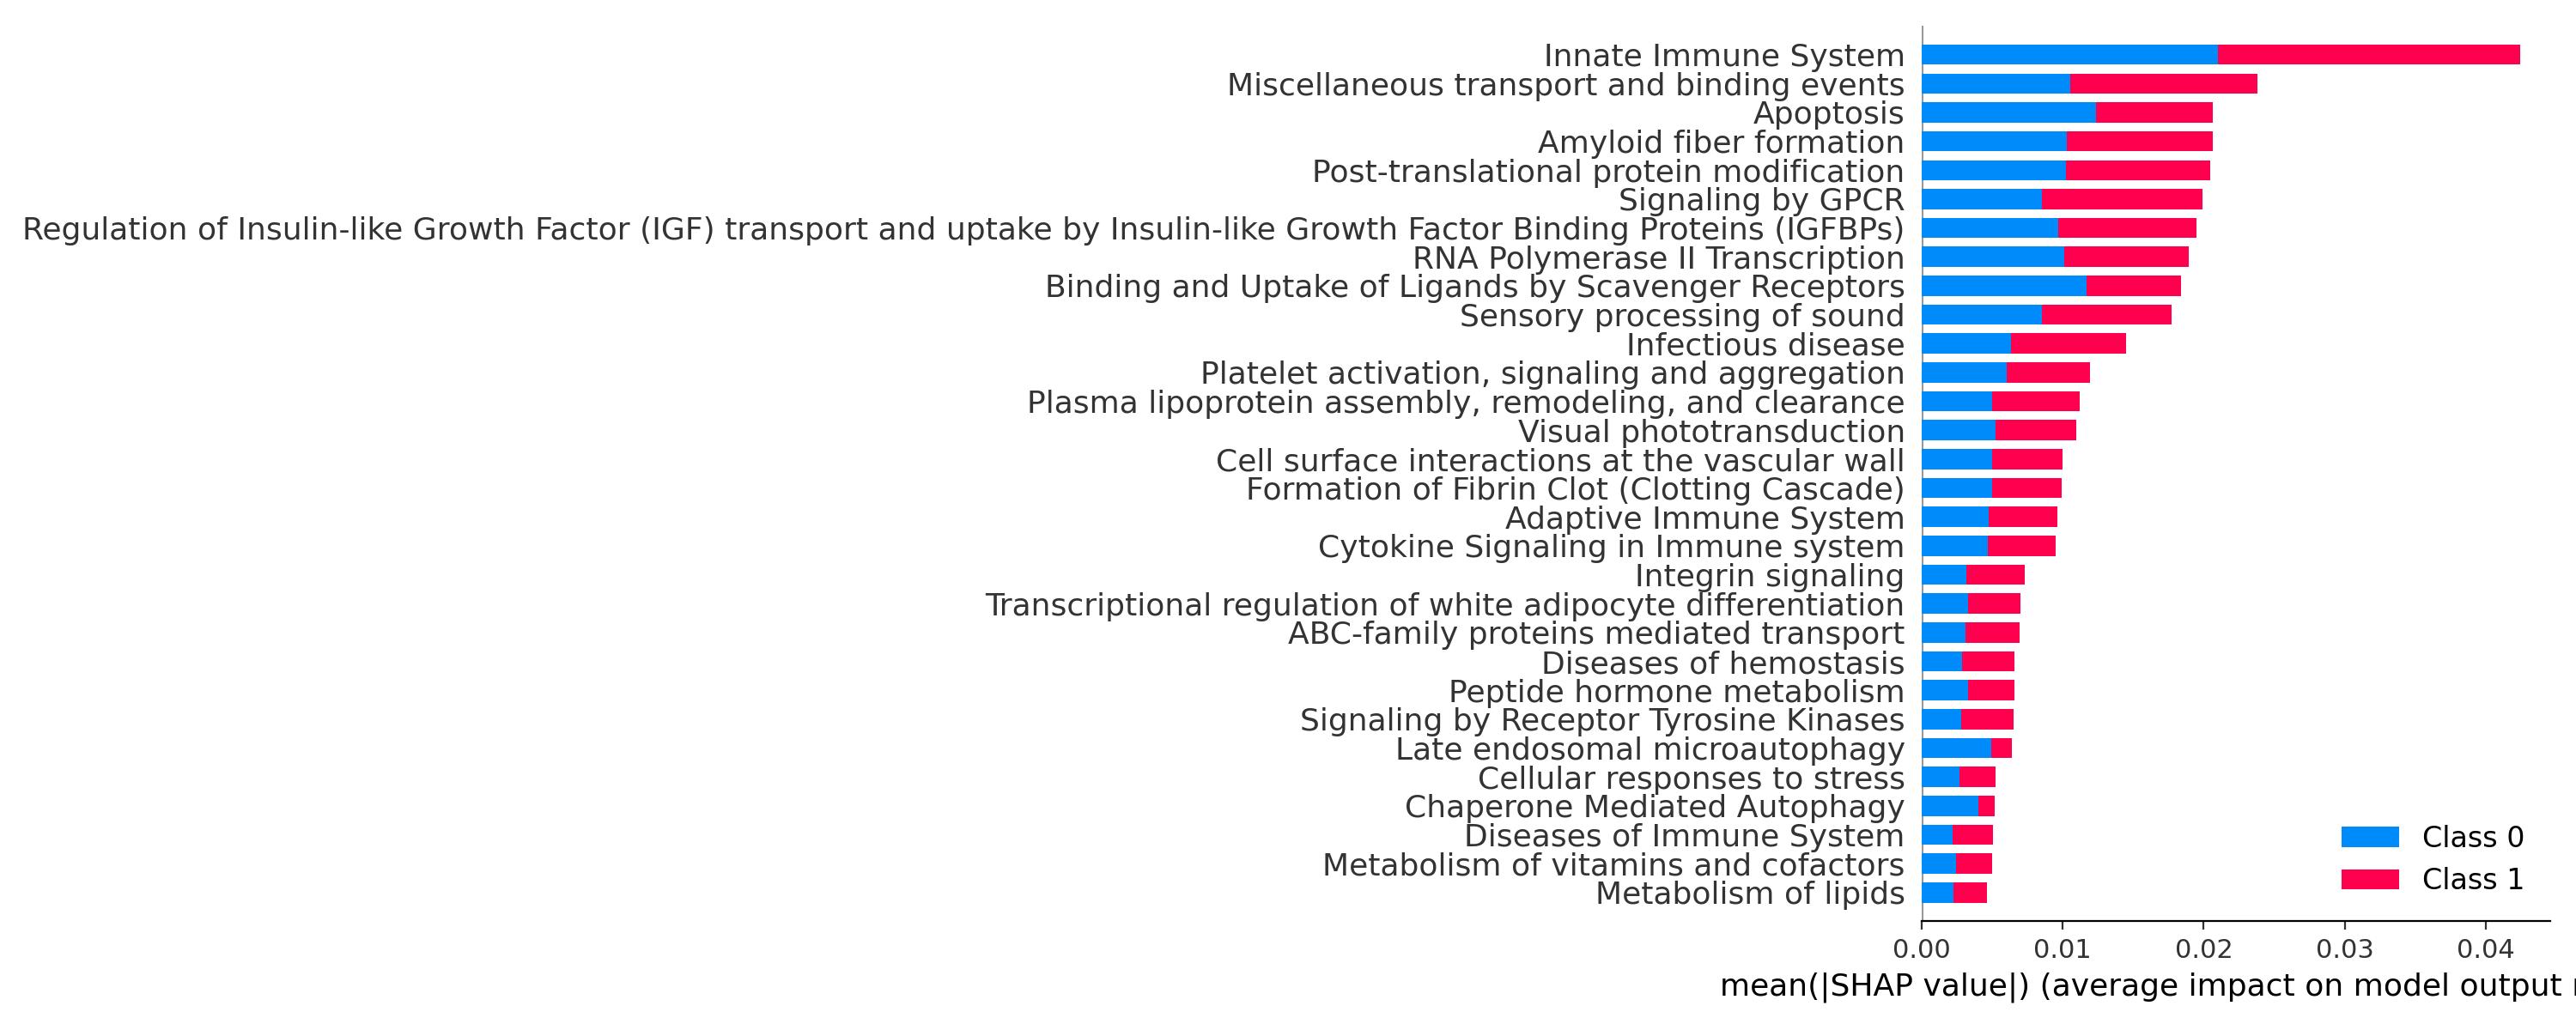 Innate Immune System
Miscellaneous transport and binding events
Apoptosis
Amyloid fiber formation
Post-translational protein modification
Signaling by GPCR
Regulation of Insulin-like Growth Factor (IGF) transport and uptake by Insulin-like Growth Factor Binding Proteins (IGFBPs)
RNA Polymerase II Transcription
Binding and Uptake of Ligands by Scavenger Receptors
Sensory processing of sound
Infectious disease
Platelet activation, signaling and aggregation
Plasma lipoprotein assembly, remodeling, and clearance
Visual phototransduction
Cell surface interactions at the vascular wall
Formation of Fibrin Clot (Clotting Cascade)
Adaptive Immune System
Cytokine Signaling in Immune system
Integrin signaling
Transcriptional regulation of white adipocyte differentiation
ABC-family proteins mediated transport
Diseases of hemostasis
Peptide hormone metabolism
Signaling by Receptor Tyrosine Kinases
Late endosomal microautophagy
Cellular responses to stress
Chaperone Mediated Autophagy
Diseases of Immune System
Metabolism of vitamins and cofactors
Metabolism of lipids
Class 0
Class 1
0.00 0.01 0.02 0.03 0.04
mean(|SHAP value|) (average impact on model output